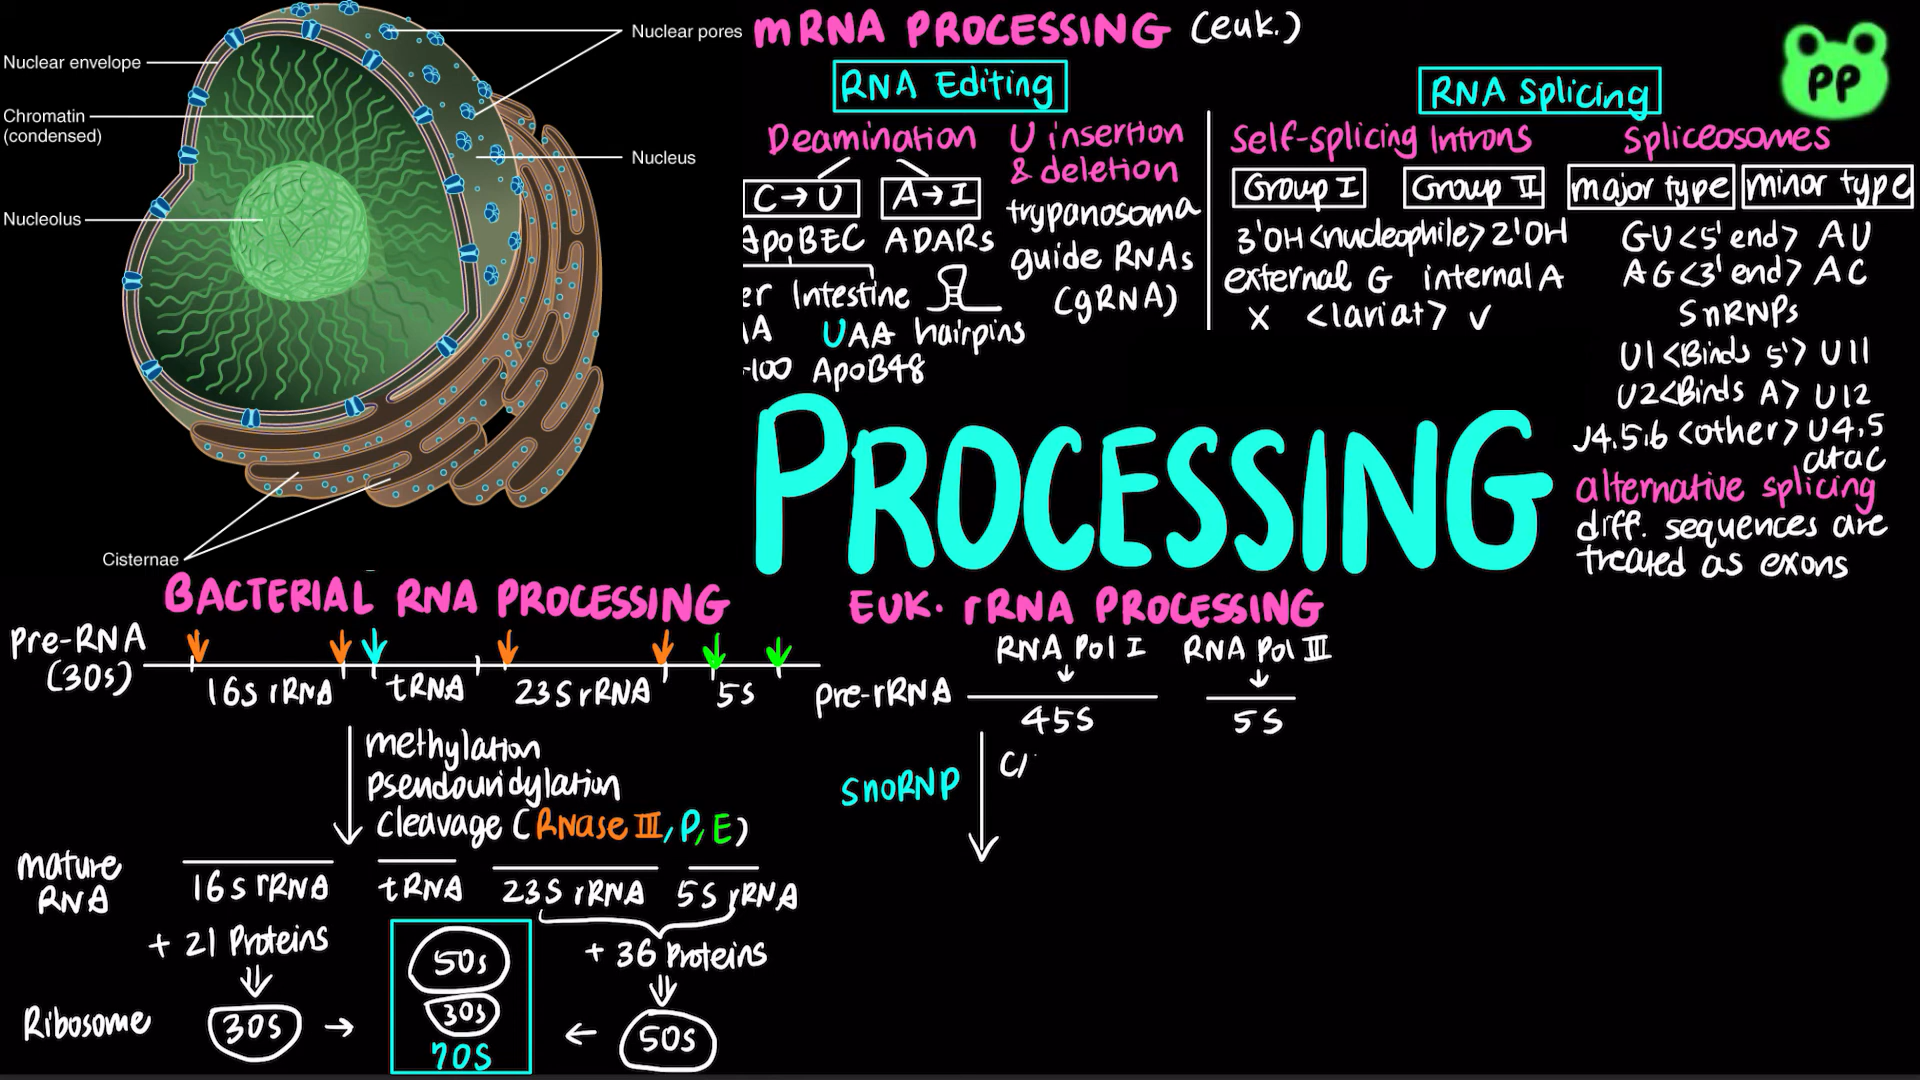 Nuclear pores
Nuclear envelope
Chromatin
(condensed)
Nucleus
Nucleolus
Cisternae
mRNA PROCESSING (euk.)
PP
RNA Editing
Deamination
C→U
A→I
ApoBEC
ADARs
er Intestine
AA UAA hairpins
-100 ApoB48
U insertion
& deletion
trypanosoma
guide RNAs
(gRNA)
RNA Splicing
Self-splicing Introns
Group I
Group II
3'OH <nucleophile> 2'OH
external G internal A
X <lariat> ✓
Spliceosomes
major type
minor type
GU <5' end> AU
AG <3' end> AC
SnRNPs
U1 <Binds 5'> U11
U2 <Binds A> U12
U4.5.6 <other> U4.5
atac
alternative splicing
diff. sequences are
treated as exons
PROCESSING
BACTERIAL RNA PROCESSING
Pre-RNA
(30s)
16S rRNA
tRNA
23S rRNA
5S
methylation
pseudouridylation
cleavage (RNase III, P, E)
mature
RNA
16S rRNA
tRNA
23S rRNA
5S rRNA
+ 21 Proteins
+ 36 Proteins
Ribosome
30S →
50s
30s
70S
← 50S
EUK. rRNA PROCESSING
RNA Pol I
RNA Pol III
pre-rRNA
45S
5S
SnoRNP